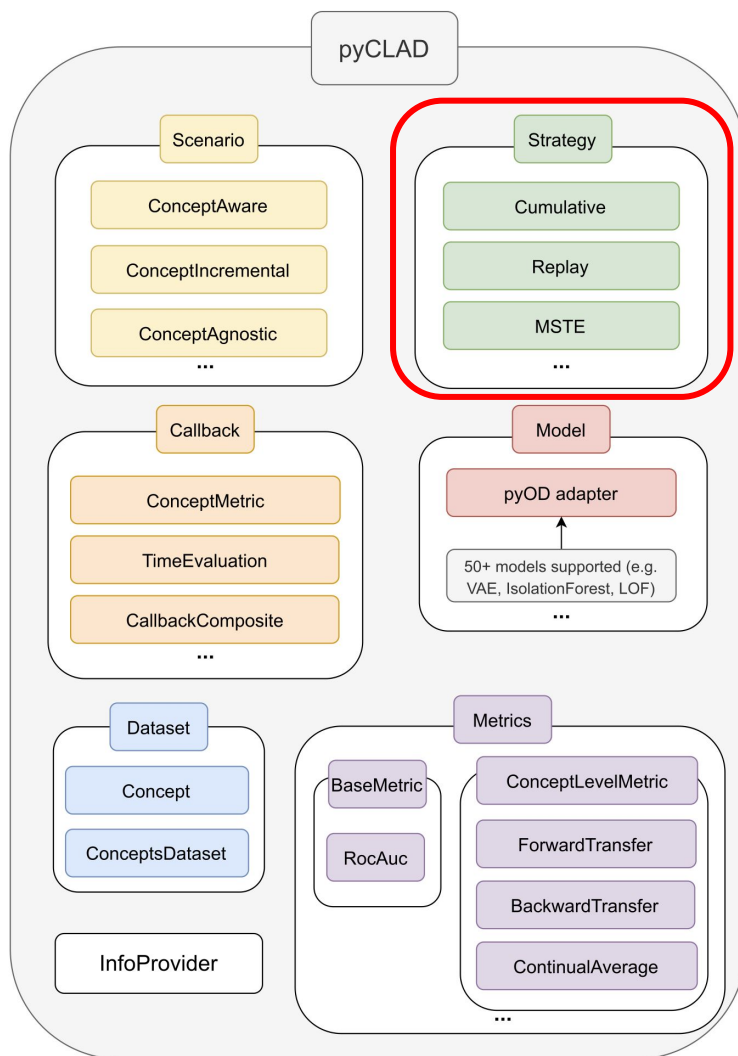 pyCLAD
Scenario
ConceptAware
ConceptIncremental
ConceptAgnostic
...
Strategy
Cumulative
Replay
MSTE
...
Callback
ConceptMetric
TimeEvaluation
CallbackComposite
...
Model
pyOD adapter
50+ models supported (e.g.
VAE, IsolationForest, LOF)
...
Dataset
Concept
ConceptsDataset
InfoProvider
Metrics
BaseMetric
RocAuc
ConceptLevelMetric
ForwardTransfer
BackwardTransfer
ContinualAverage
...